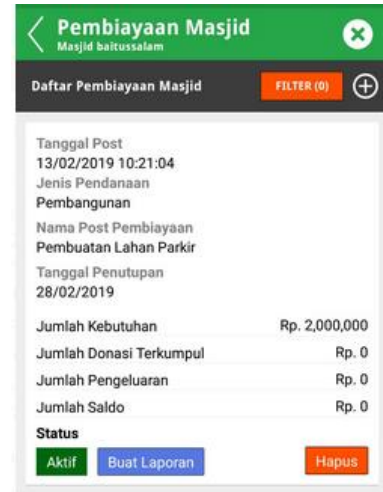 Pembiayaan Masjid
Masjid baitussalam
Daftar Pembiayaan Masjid FILTER (0)
Tanggal Post
13/02/2019 10:21:04
Jenis Pendanaan
Pembangunan
Nama Post Pembiayaan
Pembuatan Lahan Parkir
Tanggal Penutupan
28/02/2019
Jumlah Kebutuhan Rp. 2,000,000
Jumlah Donasi Terkumpul Rp. 0
Jumlah Pengeluaran Rp. 0
Jumlah Saldo Rp. 0
Status
Aktif Buat Laporan Hapus